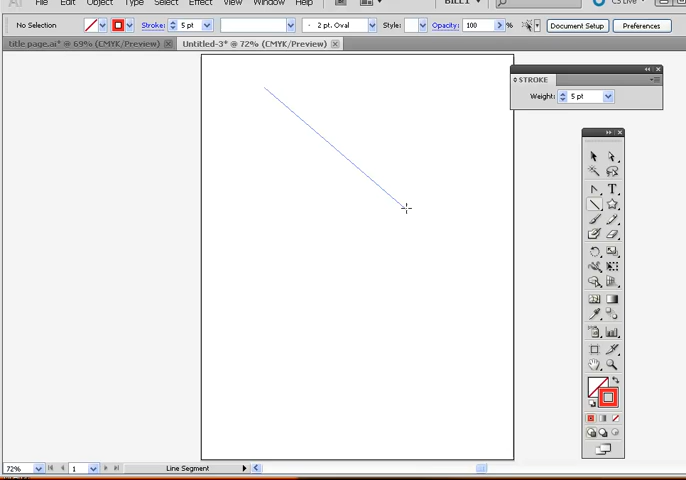 Ai File Edit Object Type Select Effect View Window Help
No Selection Stroke: 5 pt 2 pt. Oval Style: Opacity: 100 % Document Setup Preferences
title page.ai* @ 69% (CMYK/Preview) Untitled-3* @ 72% (CMYK/Preview)
STROKE
Weight: 5 pt
T
72% 1 Line Segment